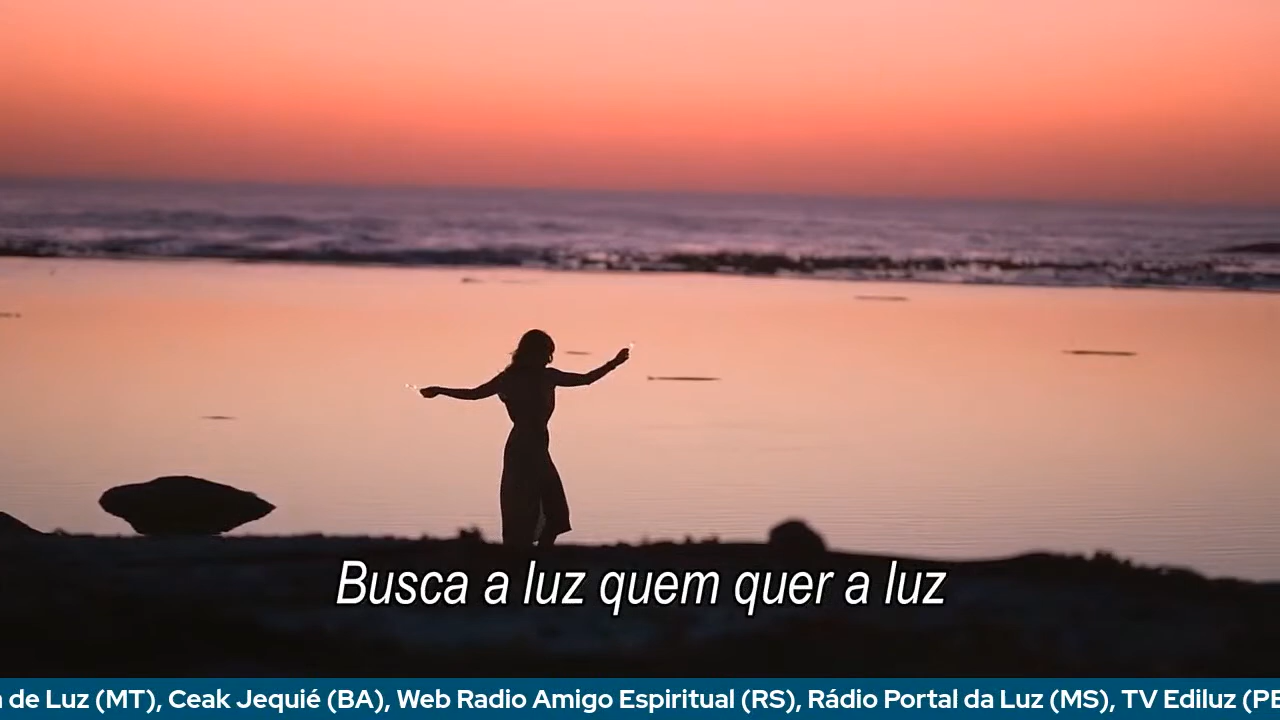 Busca a luz quem quer a luz
de Luz (MT), Ceak Jequié (BA), Web Radio Amigo Espiritual (RS), Rádio Portal da Luz (MS), TV Ediluz